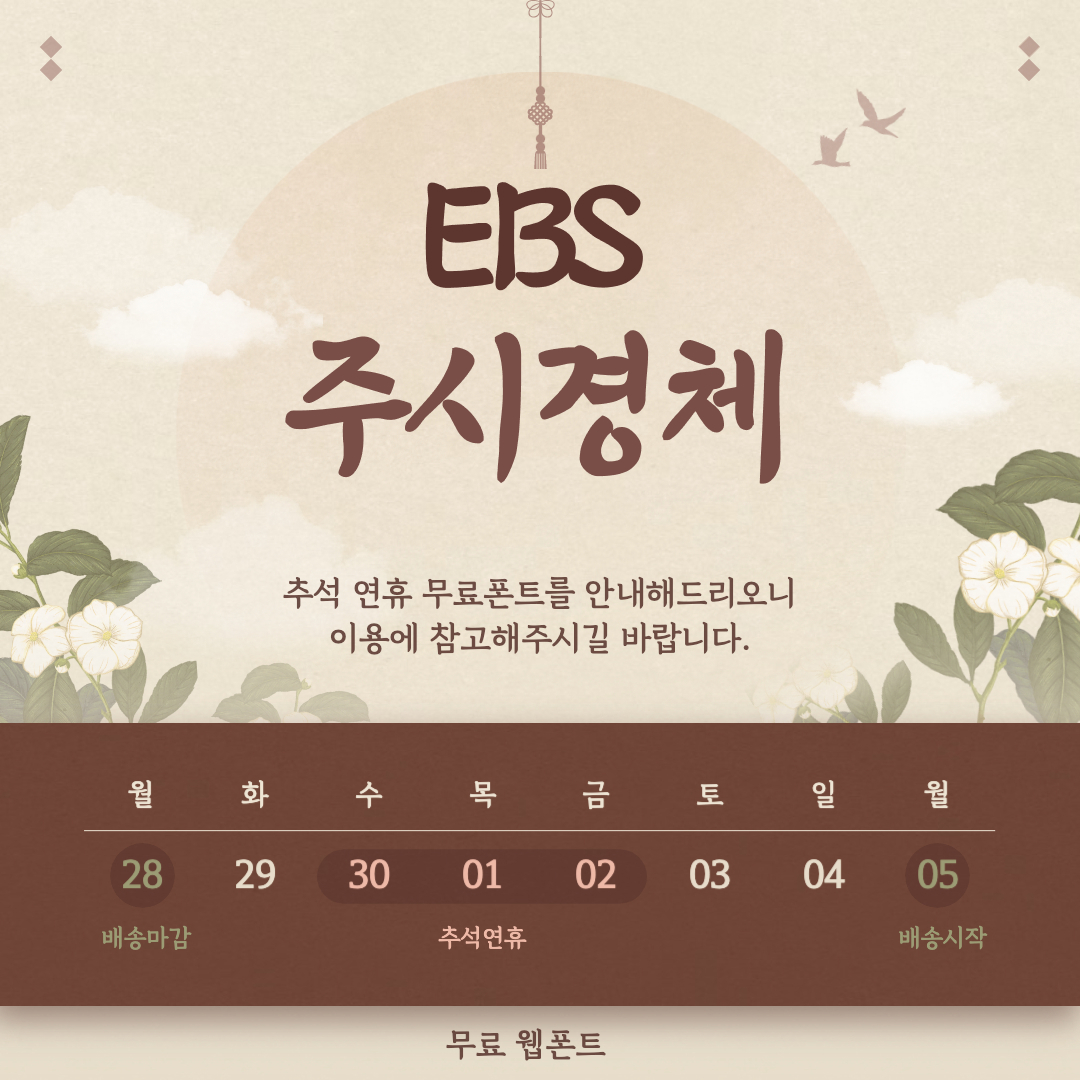 EBS
주시경체
추석 연휴 무료폰트를 안내해드리오니
이용에 참고해주시길 바랍니다.
월 화 수 목 금 토 일 월
28 29 30 01 02 03 04 05
배송마감 추석연휴 배송시작
무료 웹폰트